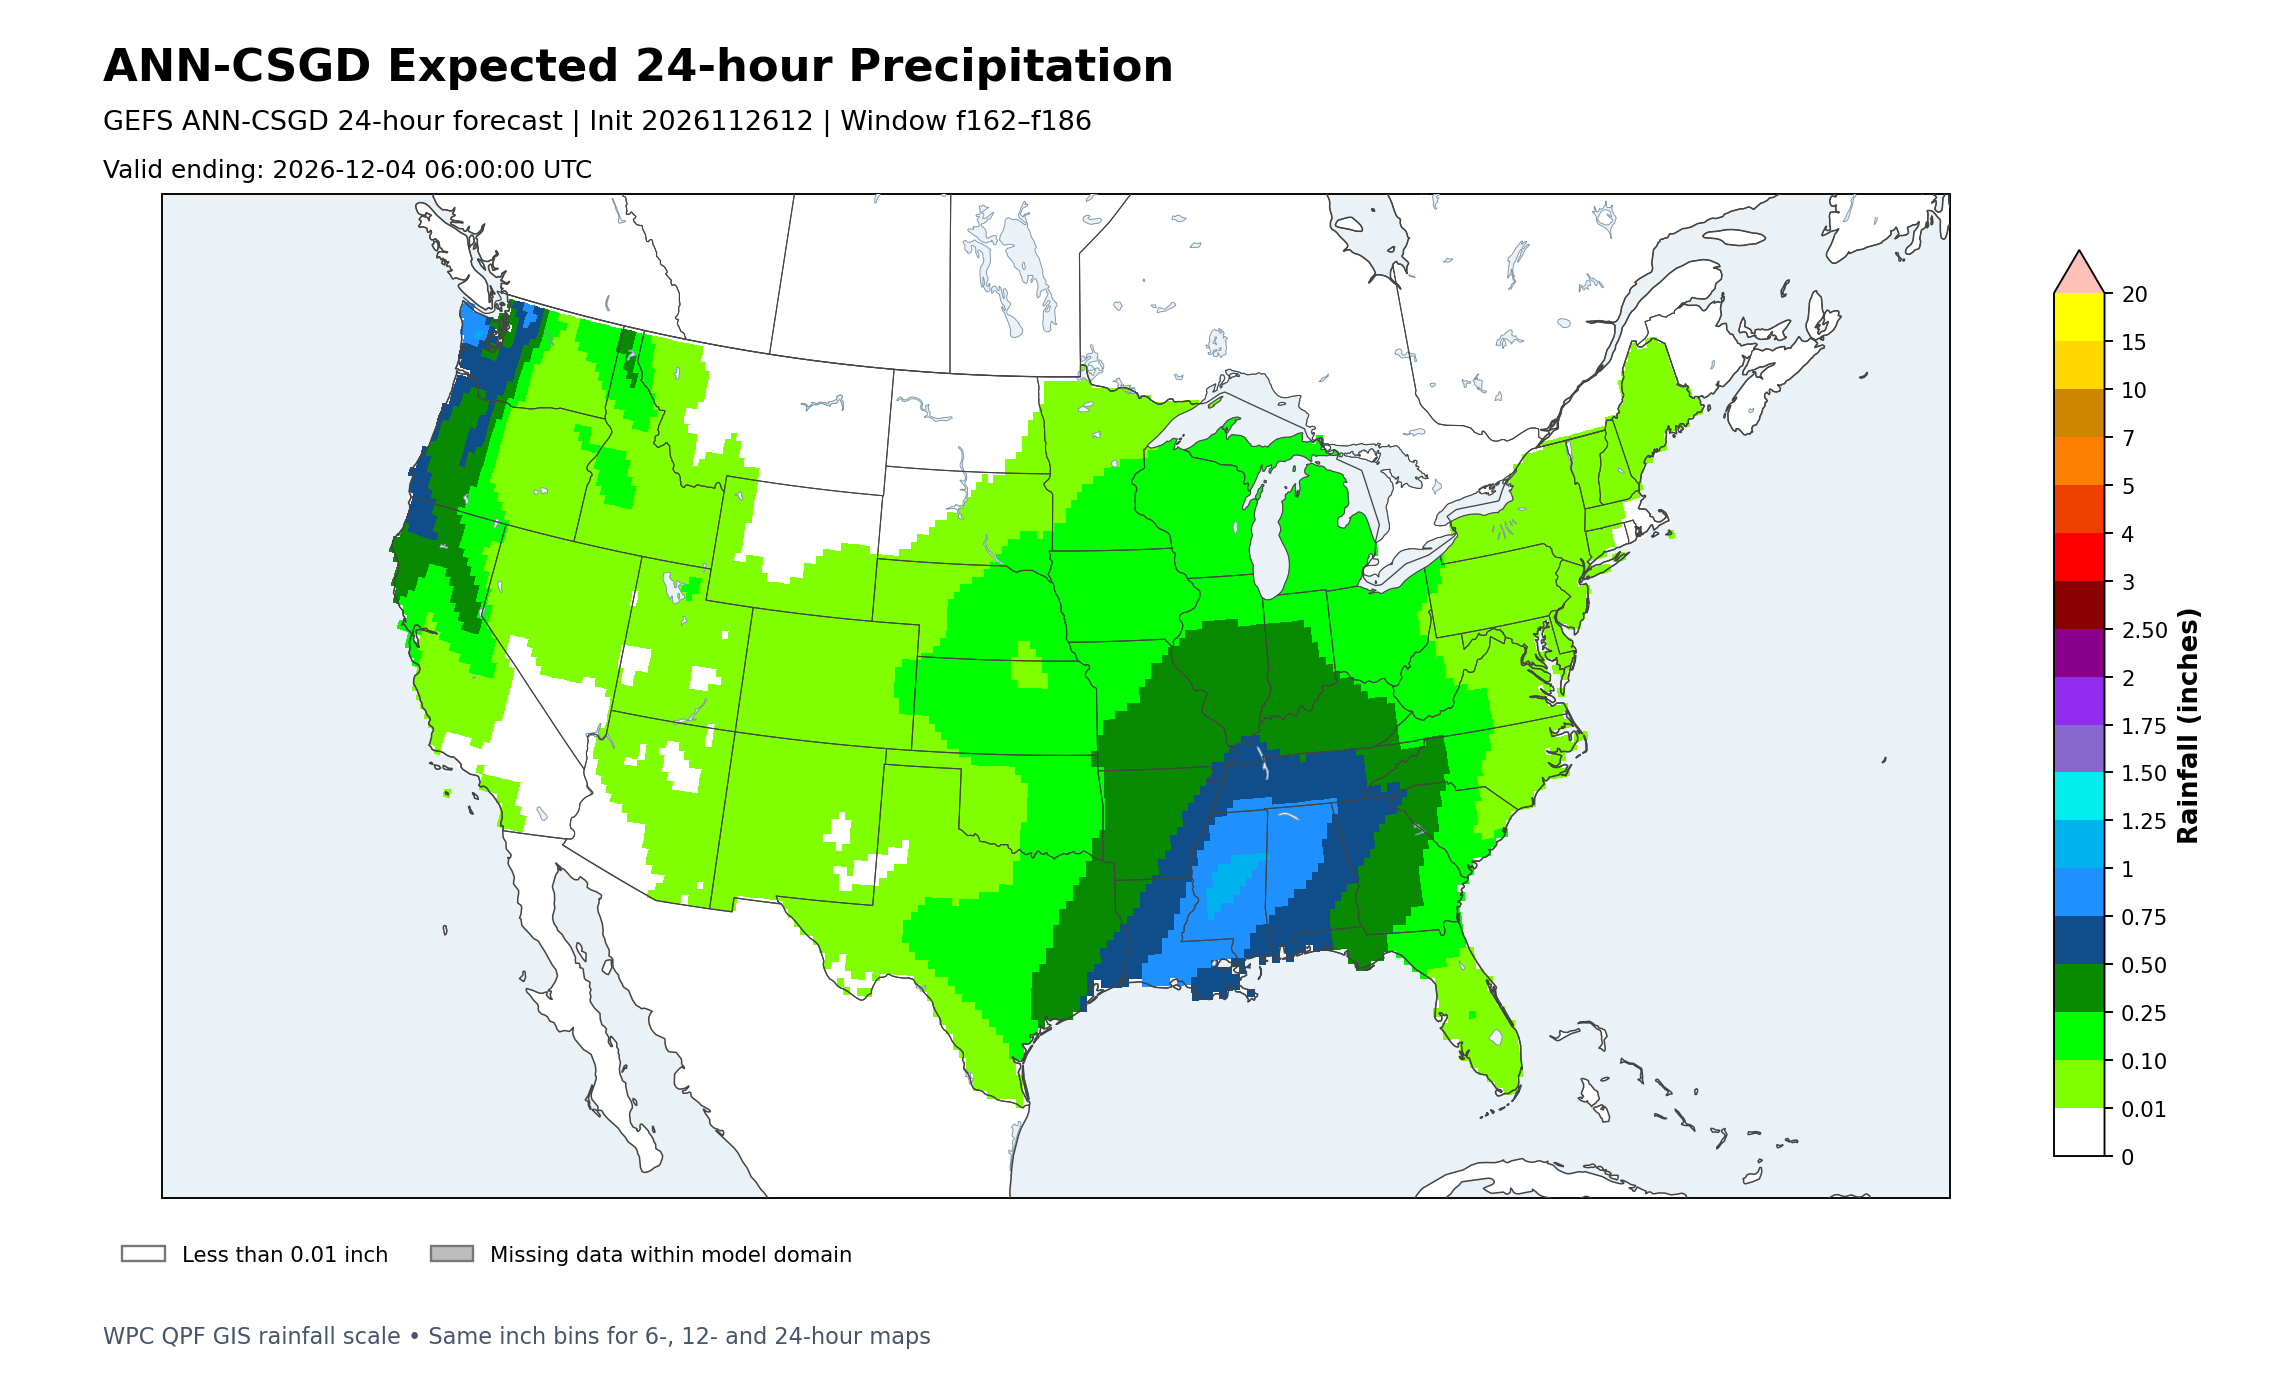 ANN-CSGD Expected 24-hour Precipitation
GEFS ANN-CSGD 24-hour forecast | Init 2026112612 | Window f162–f186
Valid ending: 2026-12-04 06:00:00 UTC
20
15
10
7
5
4
3
2.50
2
1.75
1.50
1.25
1
0.75
0.50
0.25
0.10
0.01
0
Rainfall (inches)
Less than 0.01 inch
Missing data within model domain
WPC QPF GIS rainfall scale • Same inch bins for 6-, 12- and 24-hour maps